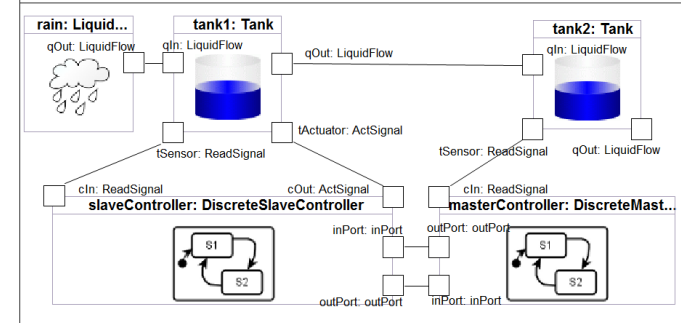 rain: Liquid...
tank1: Tank
tank2: Tank
qOut: LiquidFlow
qIn: LiquidFlow
qOut: LiquidFlow
qIn: LiquidFlow
tActuator: ActSignal
tSensor: ReadSignal
tSensor: ReadSignal
qOut: LiquidFlow
cIn: ReadSignal
cOut: ActSignal
cIn: ReadSignal
slaveController: DiscreteSlaveController
masterController: DiscreteMast...
inPort: inPort
outPort: outPort
S1
S2
S1
S2
outPort: outPort
inPort: inPort